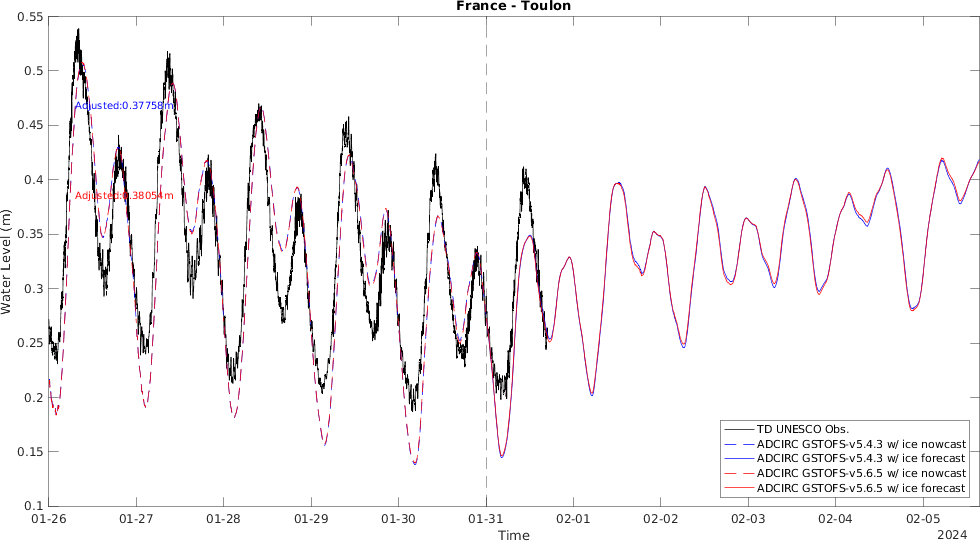 France - Toulon
0.55
0.5
0.45
0.4
0.35
0.3
0.25
0.2
0.15
0.1
Water Level (m)
Adjusted:0.37758m
Adjusted:0.38054m
TD UNESCO Obs.
ADCIRC GSTOFS-v5.4.3 w/ ice nowcast
ADCIRC GSTOFS-v5.4.3 w/ ice forecast
ADCIRC GSTOFS-v5.6.5 w/ ice nowcast
ADCIRC GSTOFS-v5.6.5 w/ ice forecast
01-26 01-27 01-28 01-29 01-30 01-31 02-01 02-02 02-03 02-04 02-05
Time
2024